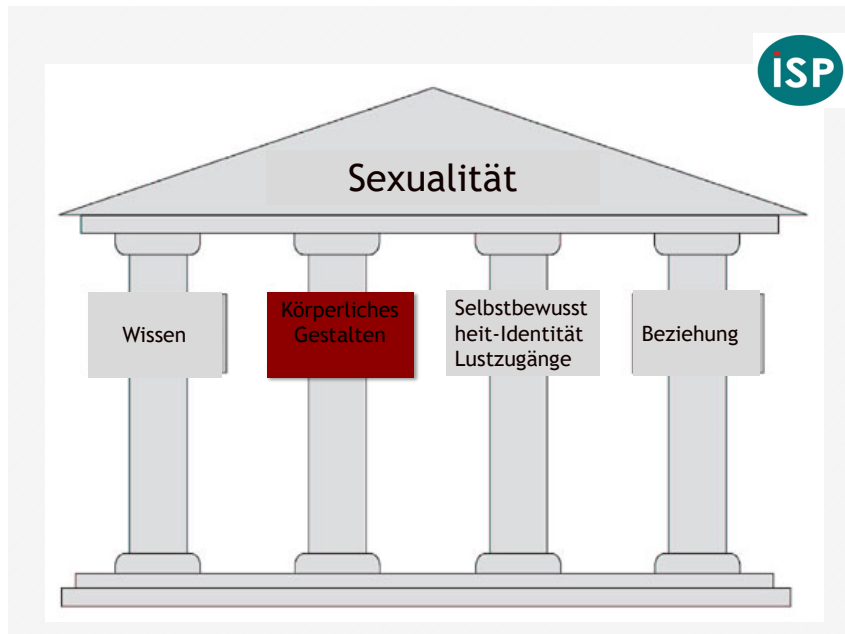 iSP
Sexualität
Wissen
Körperliches
Gestalten
Selbstbewusst
heit-Identität
Lustzugänge
Beziehung